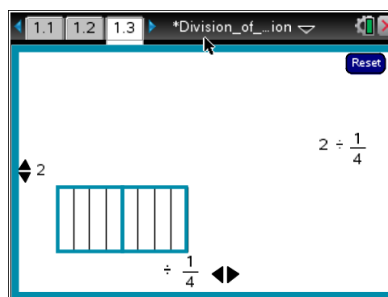 1.1 1.2 1.3 *Division_of_...ion
Reset
2 ÷ 1/4
2
÷ 1/4